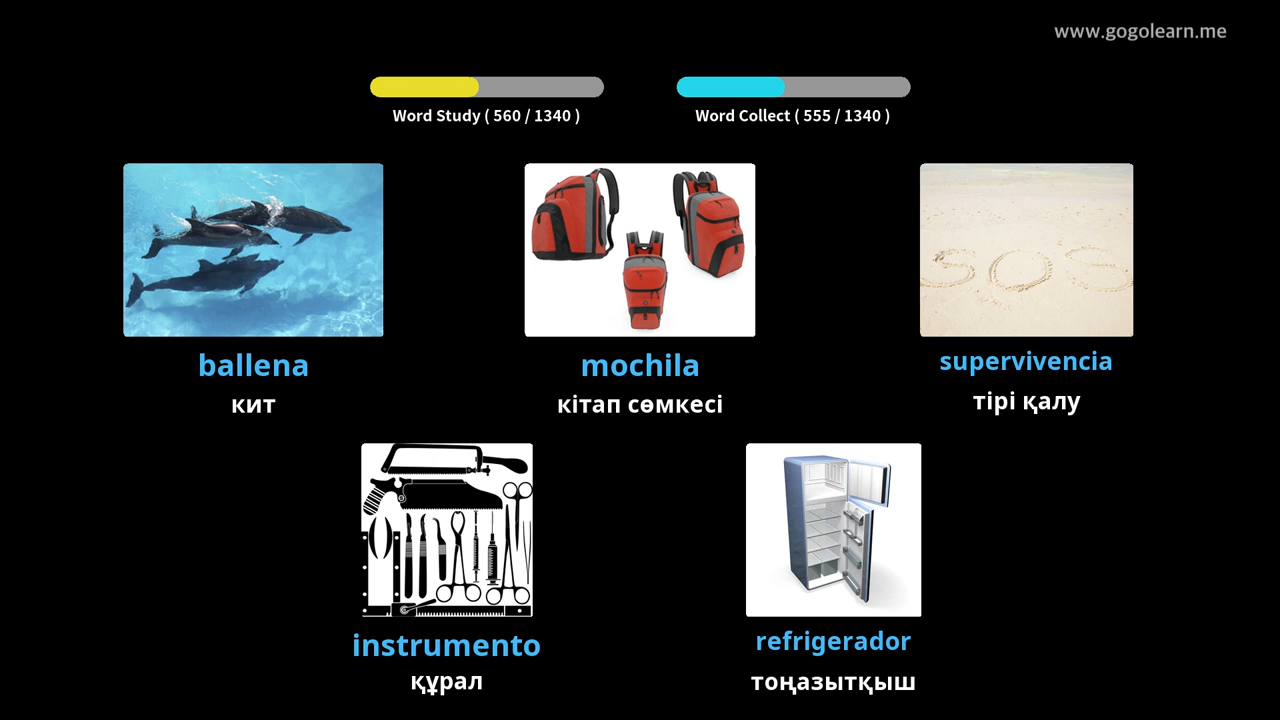 www.gogolearn.me
Word Study ( 560 / 1340 )
Word Collect ( 555 / 1340 )
SOS
ballena
кит
mochila
кітап сөмкесі
supervivencia
тірі қалу
instrumento
құрал
refrigerador
тоңазытқыш